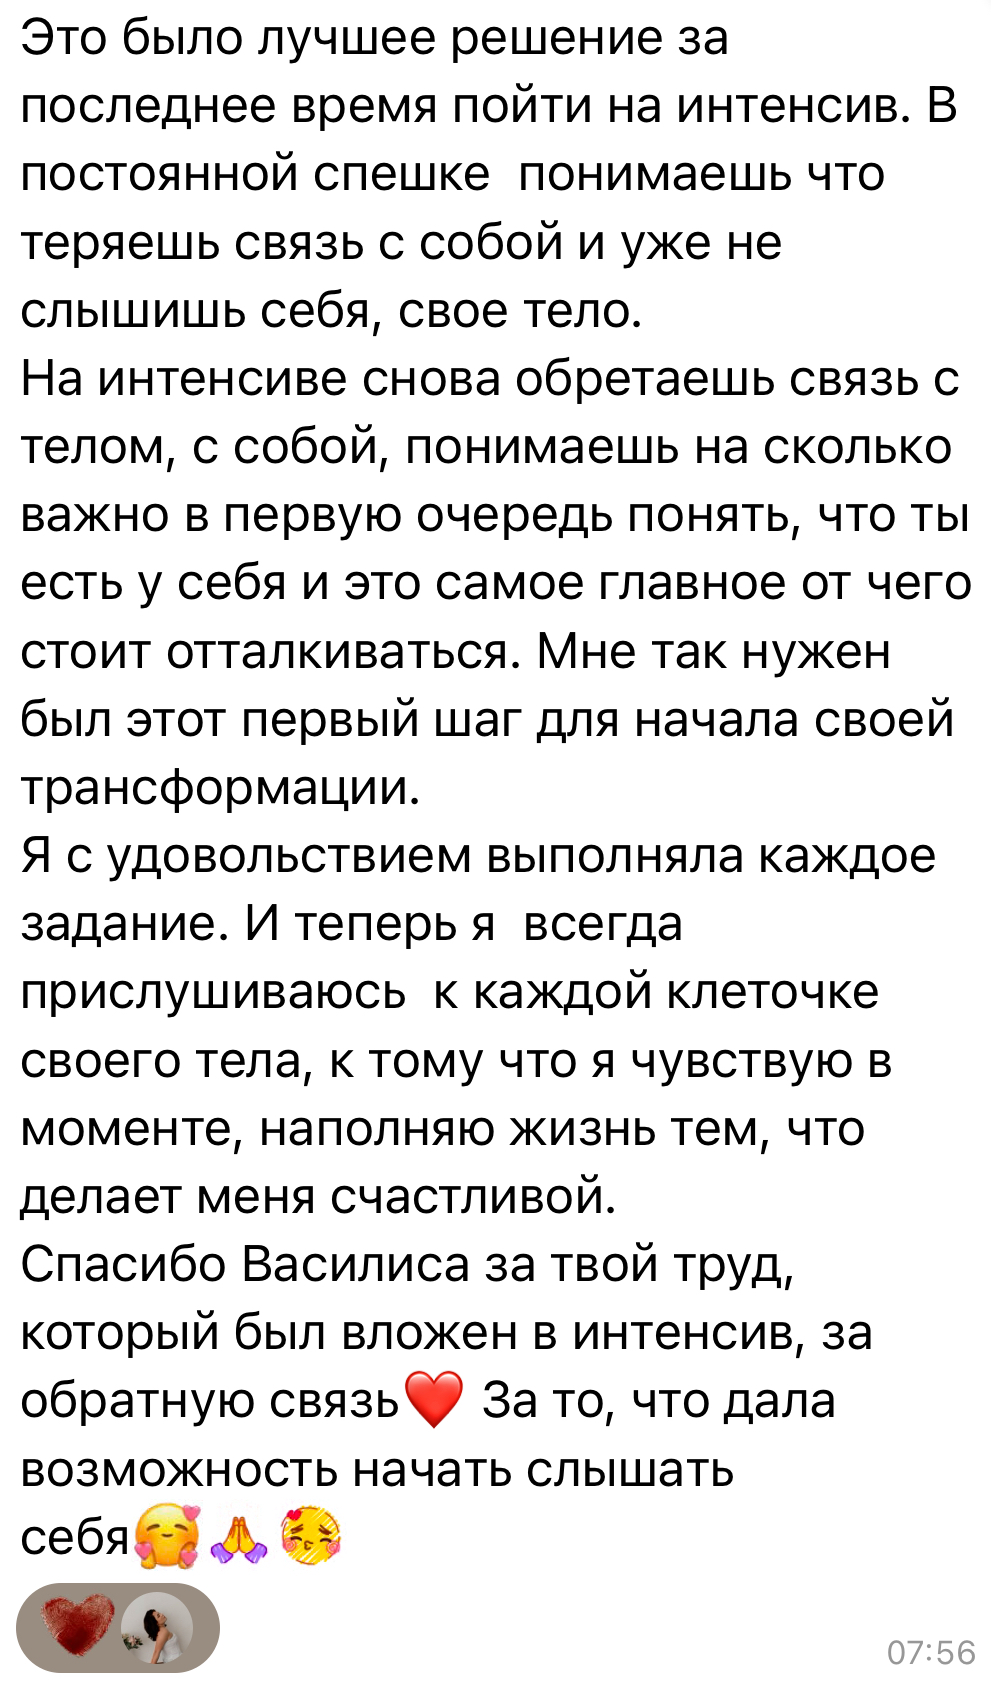 Это было лучшее решение за
последнее время пойти на интенсив. В
постоянной спешке  понимаешь что
теряешь связь с собой и уже не
слышишь себя, свое тело.
На интенсиве снова обретаешь связь с
телом, с собой, понимаешь на сколько
важно в первую очередь понять, что ты
есть у себя и это самое главное от чего
стоит отталкиваться. Мне так нужен
был этот первый шаг для начала своей
трансформации.
Я с удовольствием выполняла каждое
задание. И теперь я  всегда
прислушиваюсь  к каждой клеточке
своего тела, к тому что я чувствую в
моменте, наполняю жизнь тем, что
делает меня счастливой.
Спасибо Василиса за твой труд,
который был вложен в интенсив, за
обратную связь❤️ За то, что дала
возможность начать слышать
себя🥰🙏😚
07:56